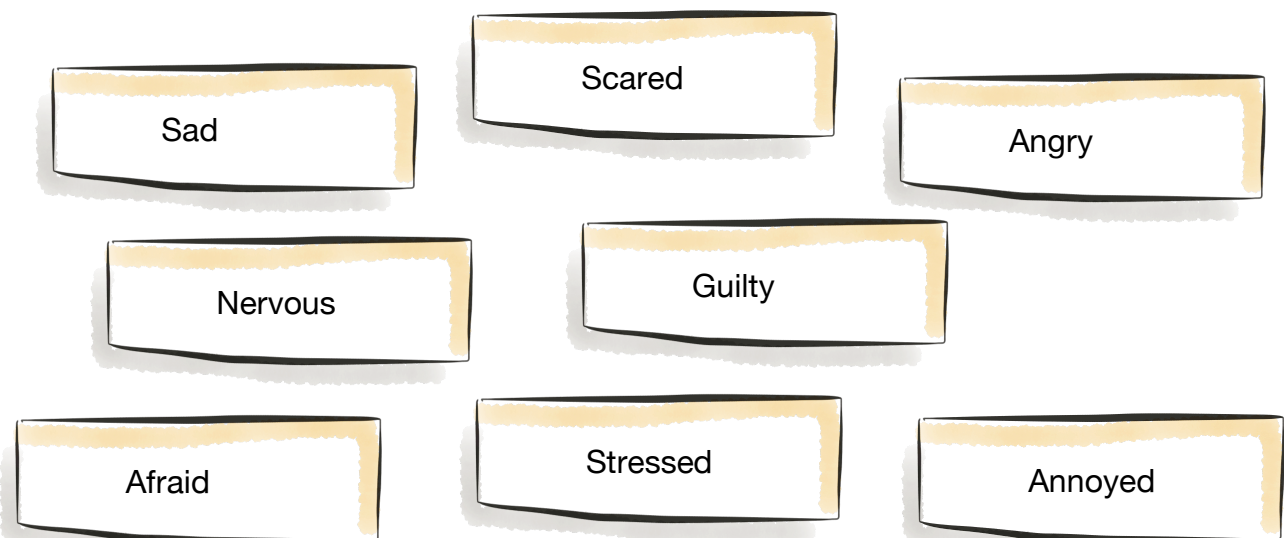 Scared
Sad
Angry
Nervous
Guilty
Afraid
Stressed
Annoyed